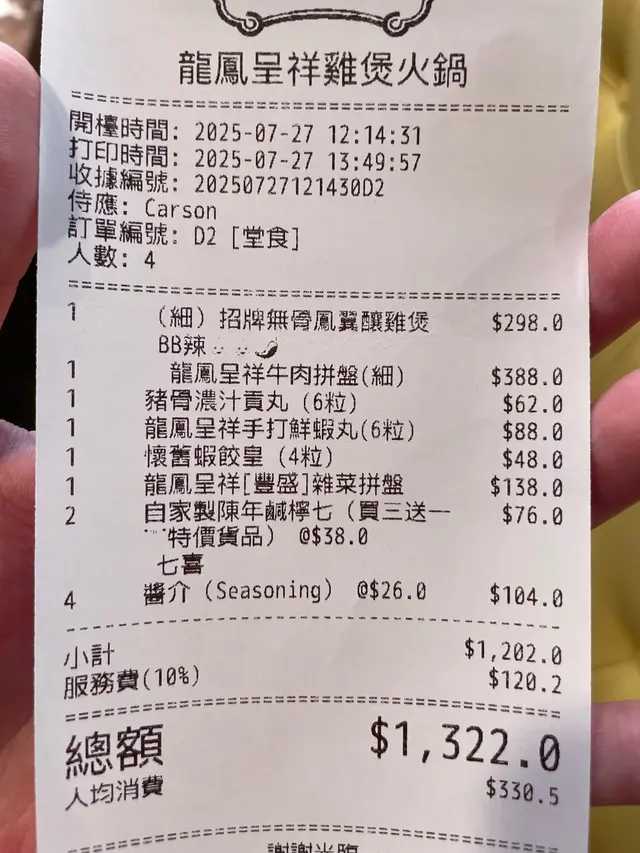 龍鳳呈祥雞煲火鍋
開檯時間: 2025-07-27 12:14:31
打印時間: 2025-07-27 13:49:57
收據編號: 20250727121430D2
侍應: Carson
訂單編號: D2 [堂食]
人數: 4
1 (細) 招牌無骨鳳翼釀雞煲 $298.0
BB辣
1 龍鳳呈祥牛肉拼盤(細) $388.0
1 豬骨濃汁貢丸 (6粒) $62.0
1 龍鳳呈祥手打鮮蝦丸(6粒) $88.0
1 懷舊蝦餃皇 (4粒) $48.0
1 龍鳳呈祥[豐盛]雜菜拼盤 $138.0
2 自家製陳年鹹檸七 (買三送一 $76.0
特價貨品) @$38.0
七喜
4 醬介 (Seasoning) @$26.0 $104.0
小計 $1,202.0
服務費(10%) $120.2
總額 $1,322.0
人均消費 $330.5
謝謝光臨